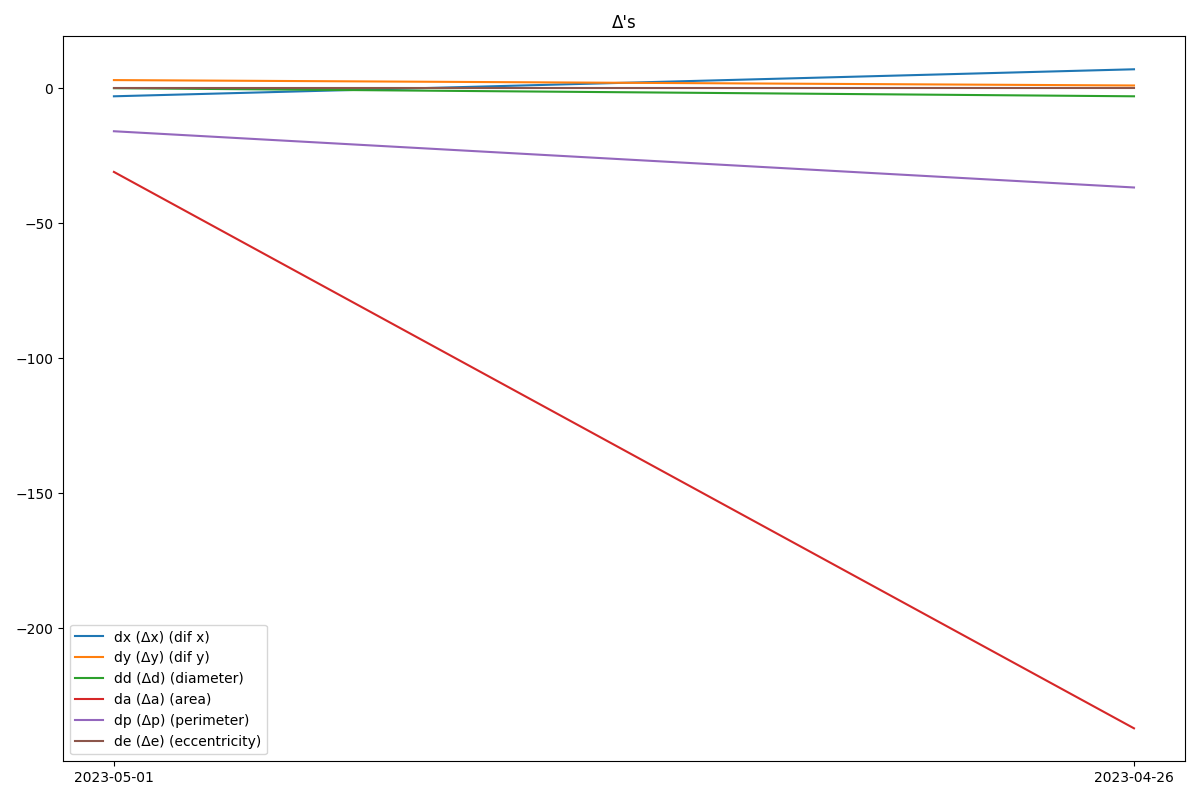 Δ's
0
−50
−100
−150
−200
dx (Δx) (dif x)
dy (Δy) (dif y)
dd (Δd) (diameter)
da (Δa) (area)
dp (Δp) (perimeter)
de (Δe) (eccentricity)
2023-05-01
2023-04-26